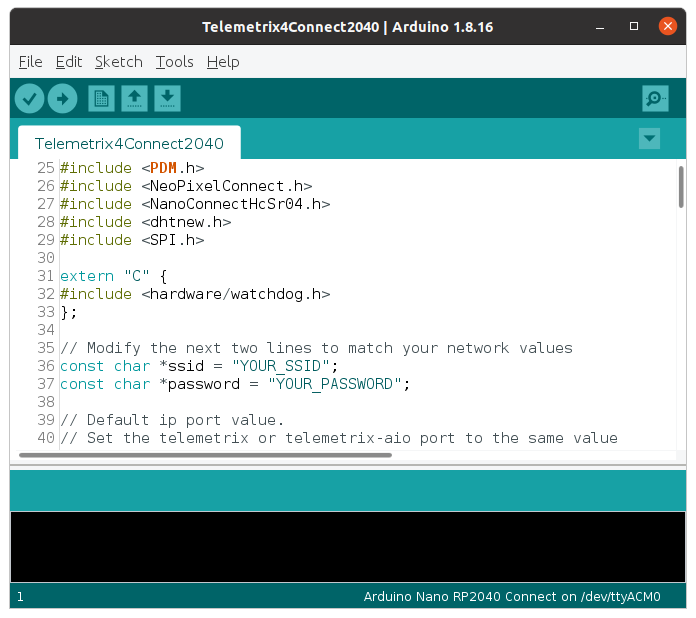 Telemetrix4Connect2040 | Arduino 1.8.16
File Edit Sketch Tools Help
Telemetrix4Connect2040
25 #include <PDM.h>
26 #include <NeoPixelConnect.h>
27 #include <NanoConnectHcSr04.h>
28 #include <dhtnew.h>
29 #include <SPI.h>
30
31 extern "C" {
32 #include <hardware/watchdog.h>
33 };
34
35 // Modify the next two lines to match your network values
36 const char *ssid = "YOUR_SSID";
37 const char *password = "YOUR_PASSWORD";
38
39 // Default ip port value.
40 // Set the telemetrix or telemetrix-aio port to the same value
1 Arduino Nano RP2040 Connect on /dev/ttyACM0